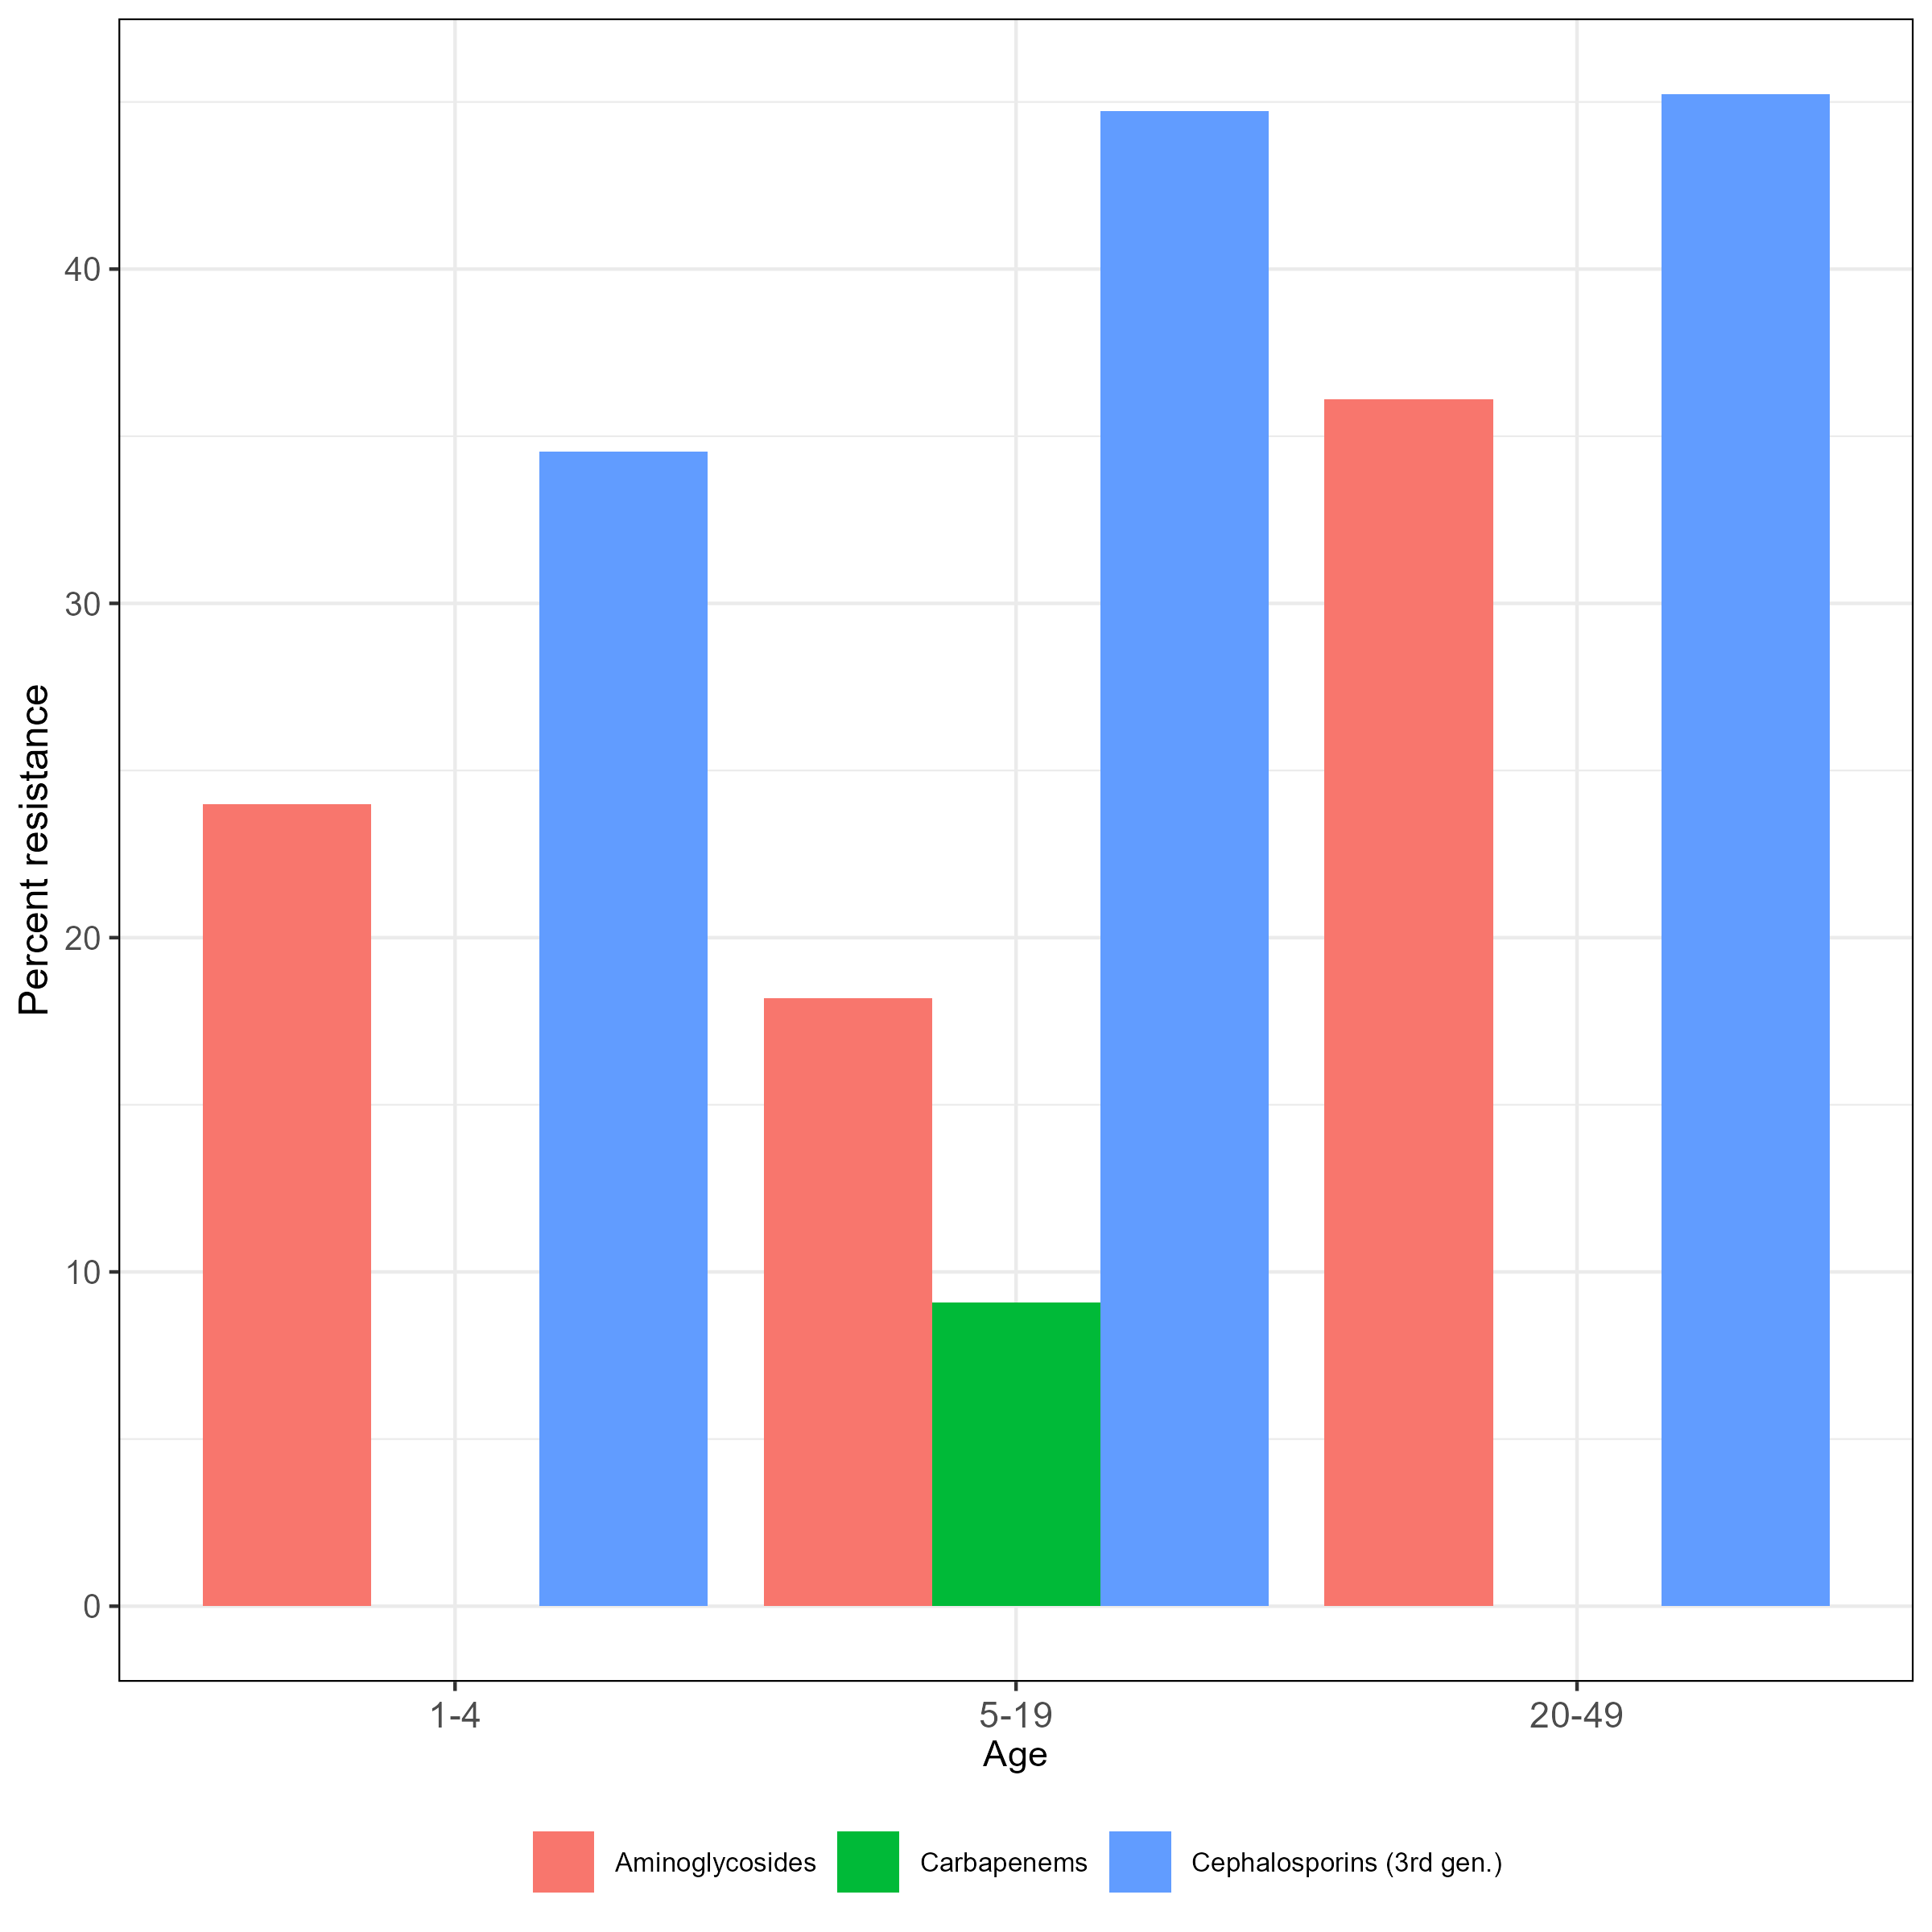 Percent resistance
40
30
20
10
0
1-4
5-19
20-49
Age
Aminoglycosides
Carbapenems
Cephalosporins (3rd gen.)